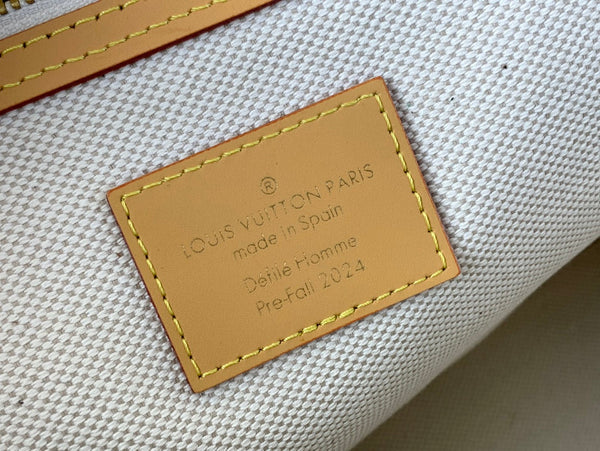 ®
LOUIS VUITTON PARIS
made in Spain
Défilé Homme
Pre-Fall 2024